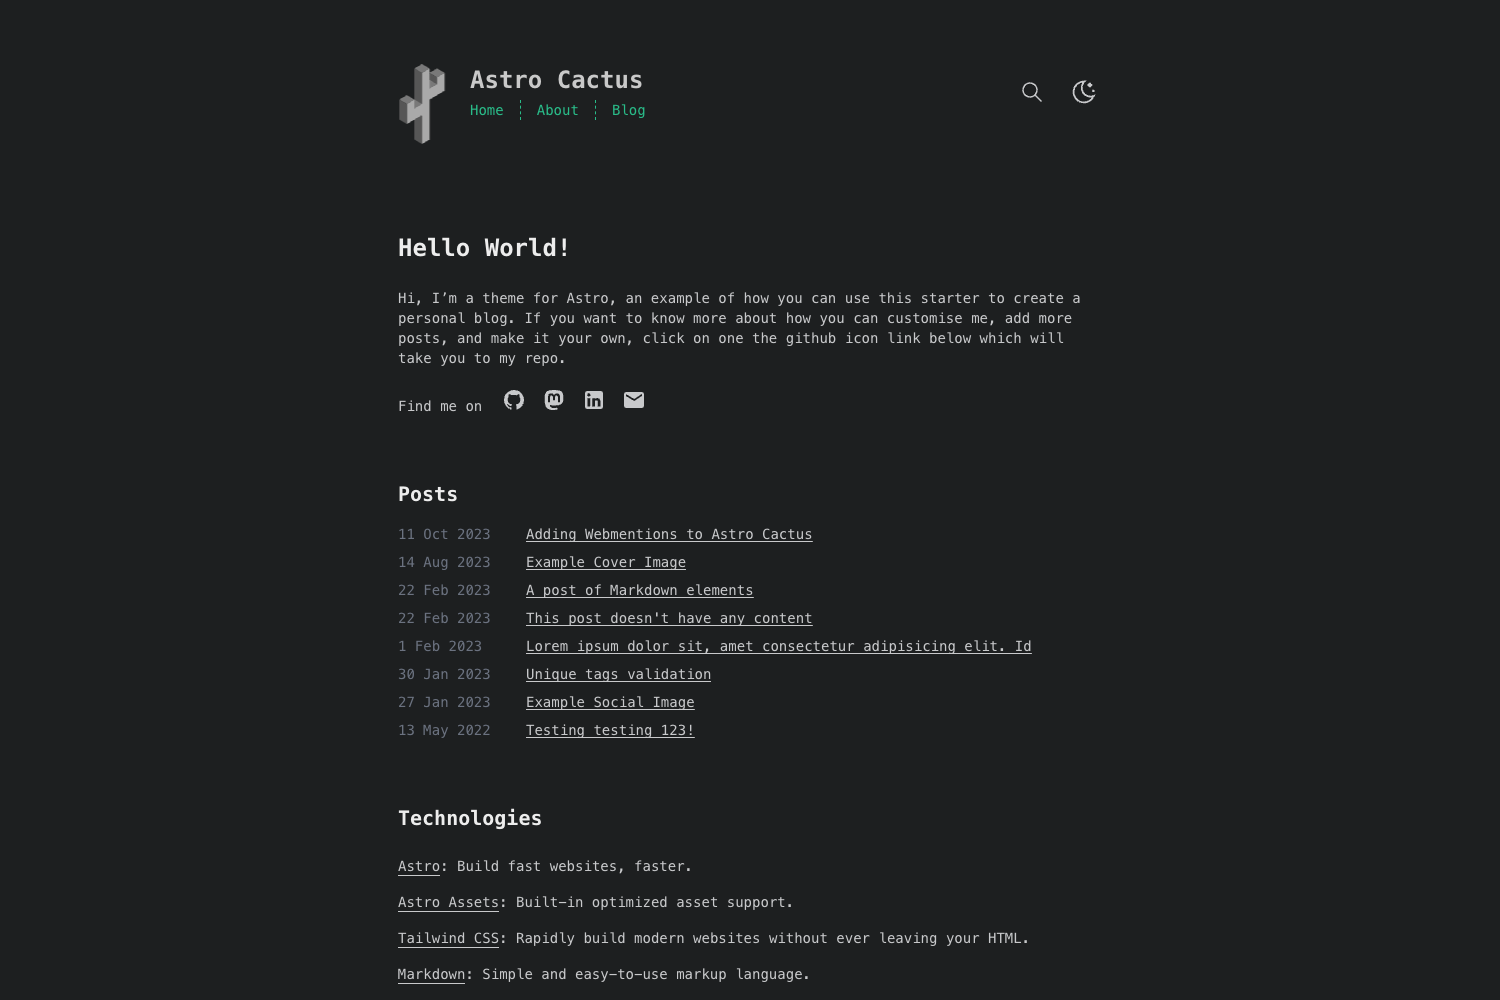 Astro Cactus
Home About Blog
Hello World!
Hi, I’m a theme for Astro, an example of how you can use this starter to create a
personal blog. If you want to know more about how you can customise me, add more
posts, and make it your own, click on one the github icon link below which will
take you to my repo.
Find me on
Posts
11 Oct 2023 Adding Webmentions to Astro Cactus
14 Aug 2023 Example Cover Image
22 Feb 2023 A post of Markdown elements
22 Feb 2023 This post doesn't have any content
1 Feb 2023 Lorem ipsum dolor sit, amet consectetur adipisicing elit. Id
30 Jan 2023 Unique tags validation
27 Jan 2023 Example Social Image
13 May 2022 Testing testing 123!
Technologies
Astro: Build fast websites, faster.
Astro Assets: Built-in optimized asset support.
Tailwind CSS: Rapidly build modern websites without ever leaving your HTML.
Markdown: Simple and easy-to-use markup language.